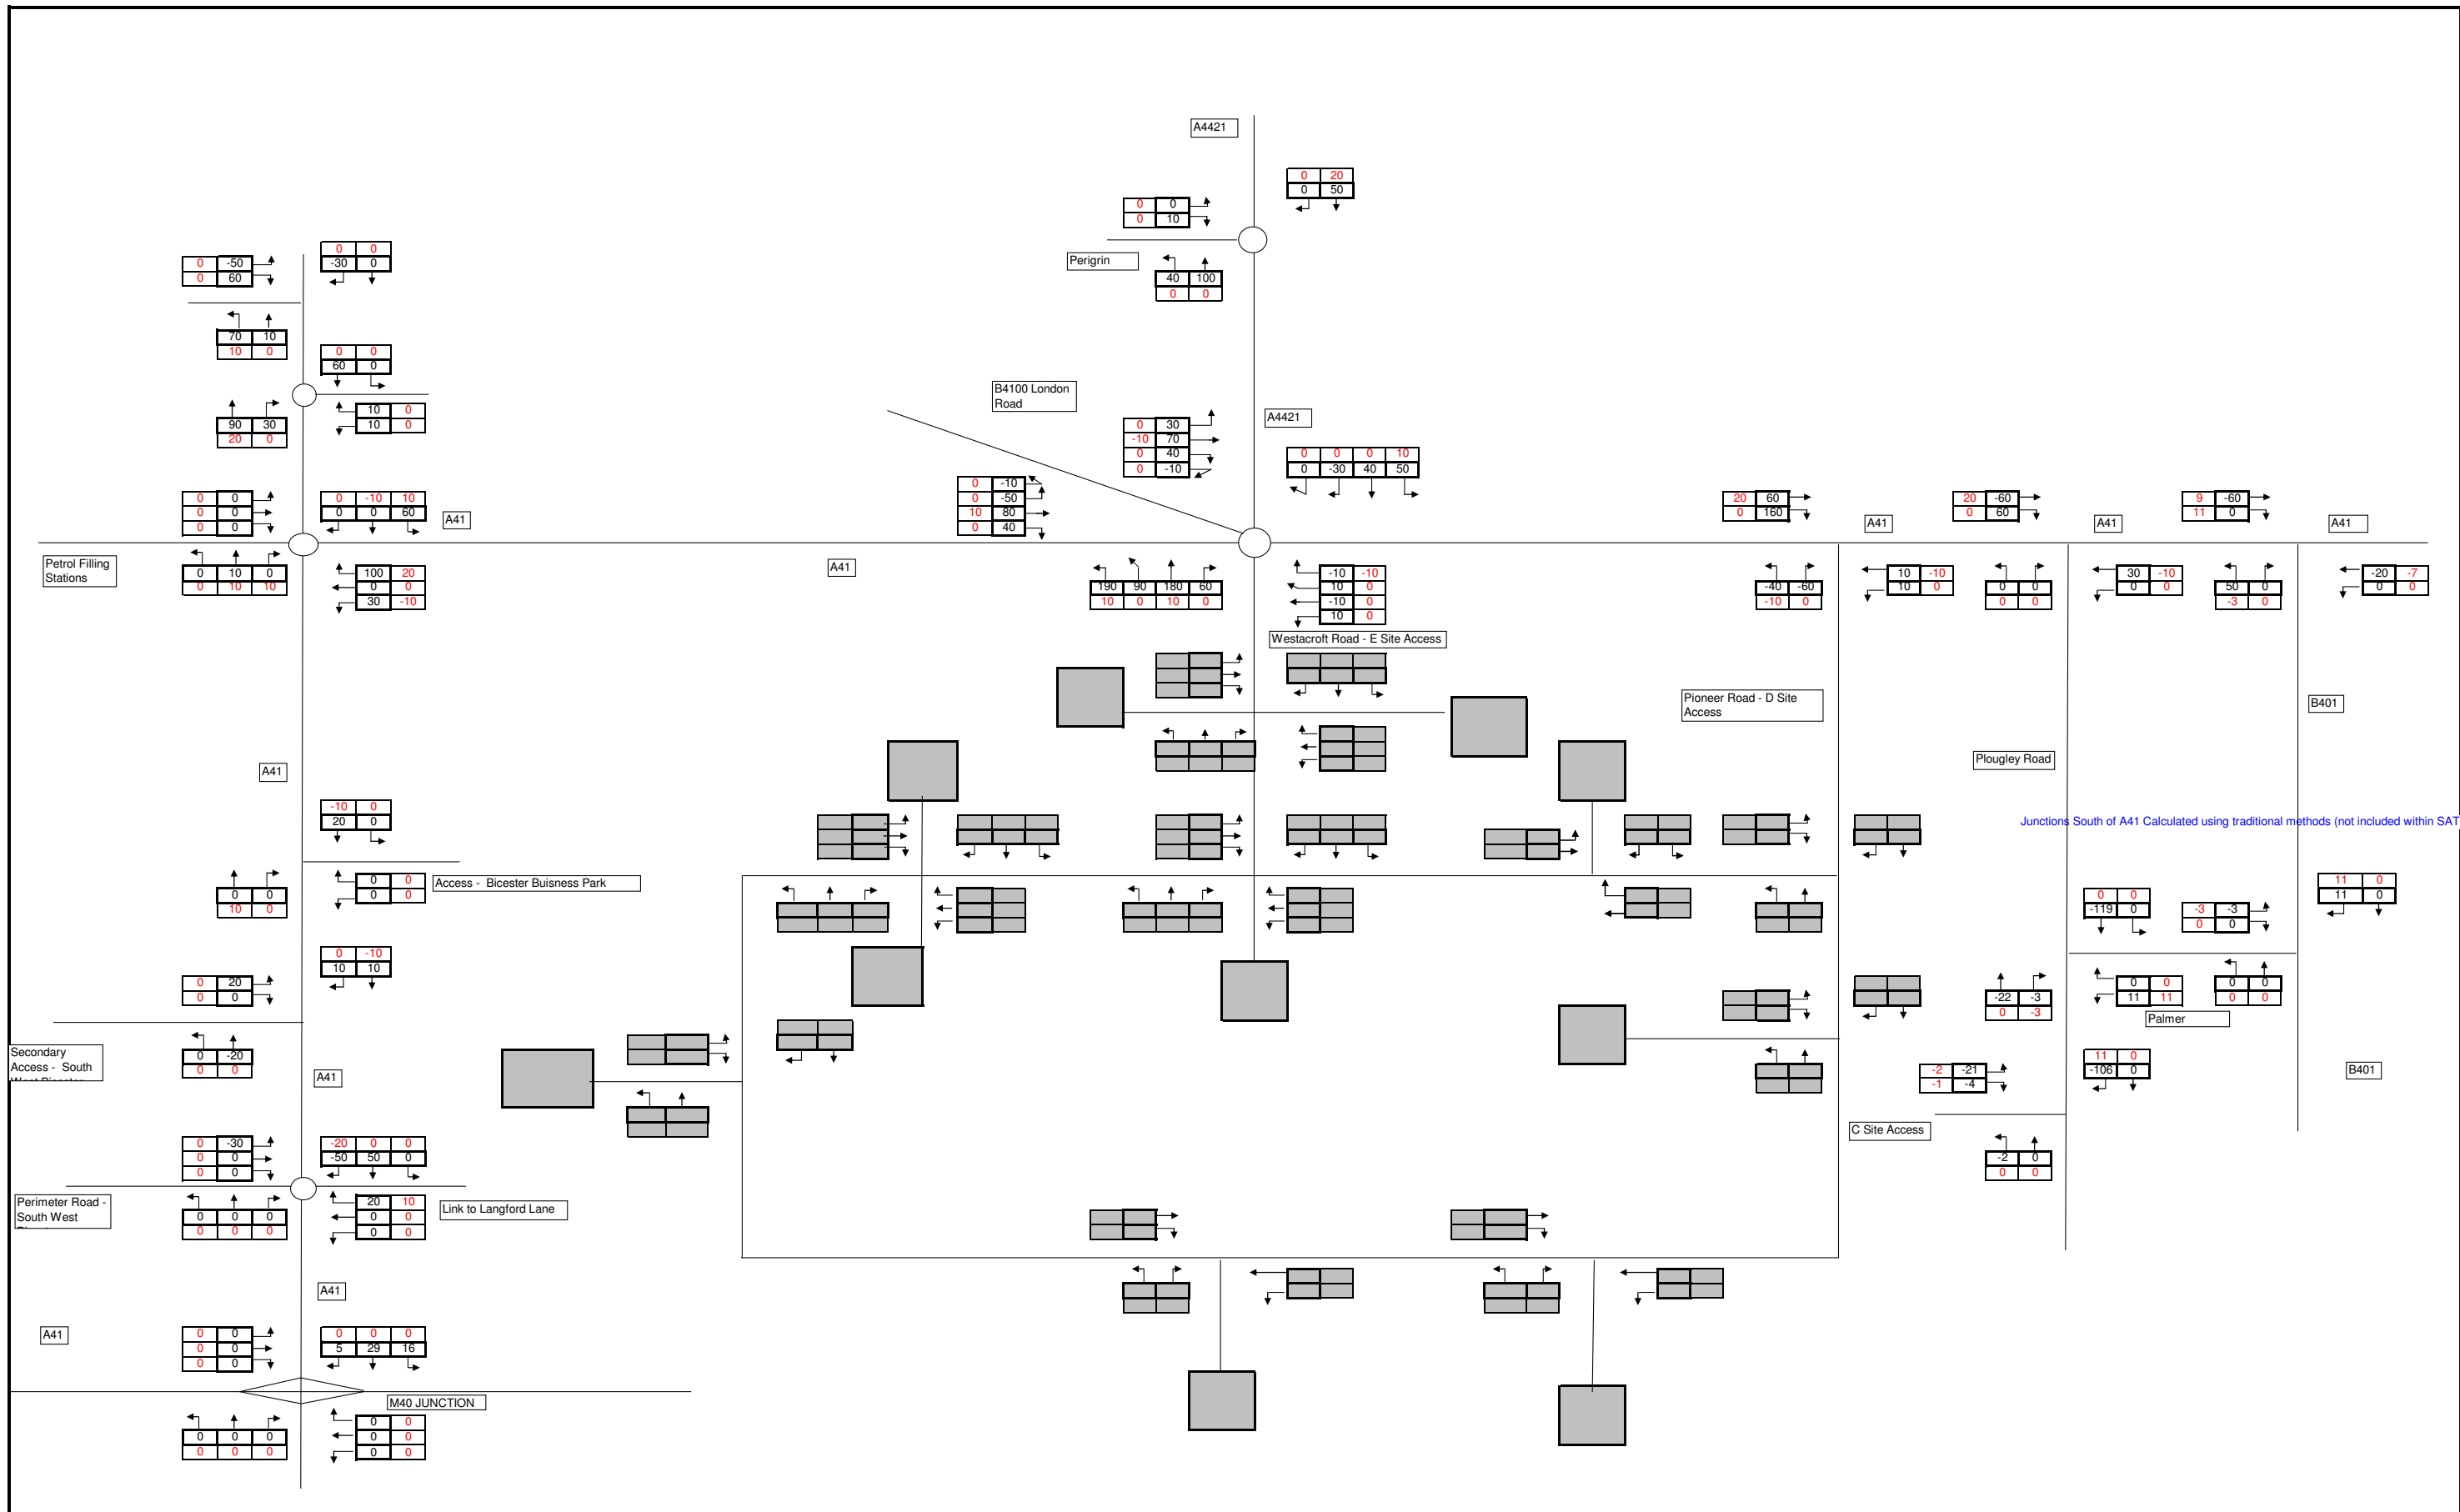 A4421
0 20
0 50
0 0
0 10
Perigrin
40 100
0 0
0 -50
0 60
0 0
-30 0
70 10
10 0
0 0
60 0
90 30
20 0
10 0
10 0
B4100 London
Road
A4421
0 30
-10 70
0 40
0 -10
0 0 0 10
0 -30 40 50
0 -10
0 -50
10 80
0 40
0 0
0 0
0 0
0 -10 10
0 0 60
A41
20 60
0 160
A41
20 -60
0 60
A41
9 -60
11 0
A41
Petrol Filling
Stations
0 10 0
0 10 10
100 20
0 0
30 -10
A41
190 90 180 60
10 0 10 0
-10 -10
10 0
-10 0
10 0
-40 -60
-10 0
10 -10
10 0
0 0
0 0
30 -10
0 0
50 0
-3 0
-20 -7
0 0
Westacroft Road - E Site Access
Pioneer Road - D Site
Access
B401
Plougley Road
A41
-10 0
20 0
Junctions South of A41 Calculated using traditional methods (not included within SAT
0 0
10 0
0 0
0 0
Access - Bicester Buisness Park
0 0
-119 0
-3 -3
0 0
11 0
11 0
0 20
0 0
0 -10
10 10
-22 -3
0 -3
0 0
11 11
0 0
0 0
Palmer
Secondary
Access - South
0 -20
0 0
A41
-2 -21
-1 -4
11 0
-106 0
B401
C Site Access
-2 0
0 0
0 -30
0 0
0 0
-20 0 0
-50 50 0
Perimeter Road -
South West
0 0 0
0 0 0
20 10
0 0
0 0
Link to Langford Lane
A41
A41
0 0
0 0
0 0
0 0 0
5 29 16
M40 JUNCTION
0 0 0
0 0 0
0 0
0 0
0 0